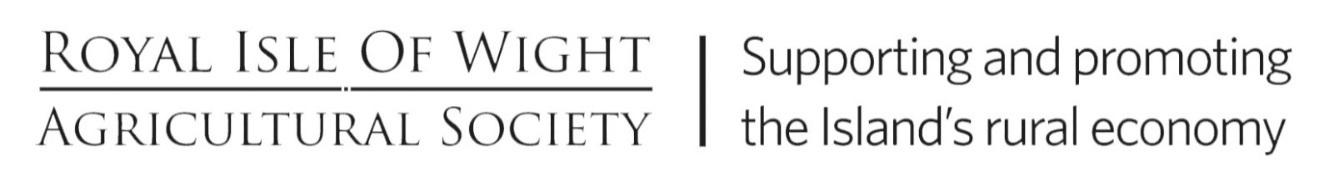 ROYAL ISLE OF WIGHT
AGRICULTURAL SOCIETY
Supporting and promoting
the Island's rural economy